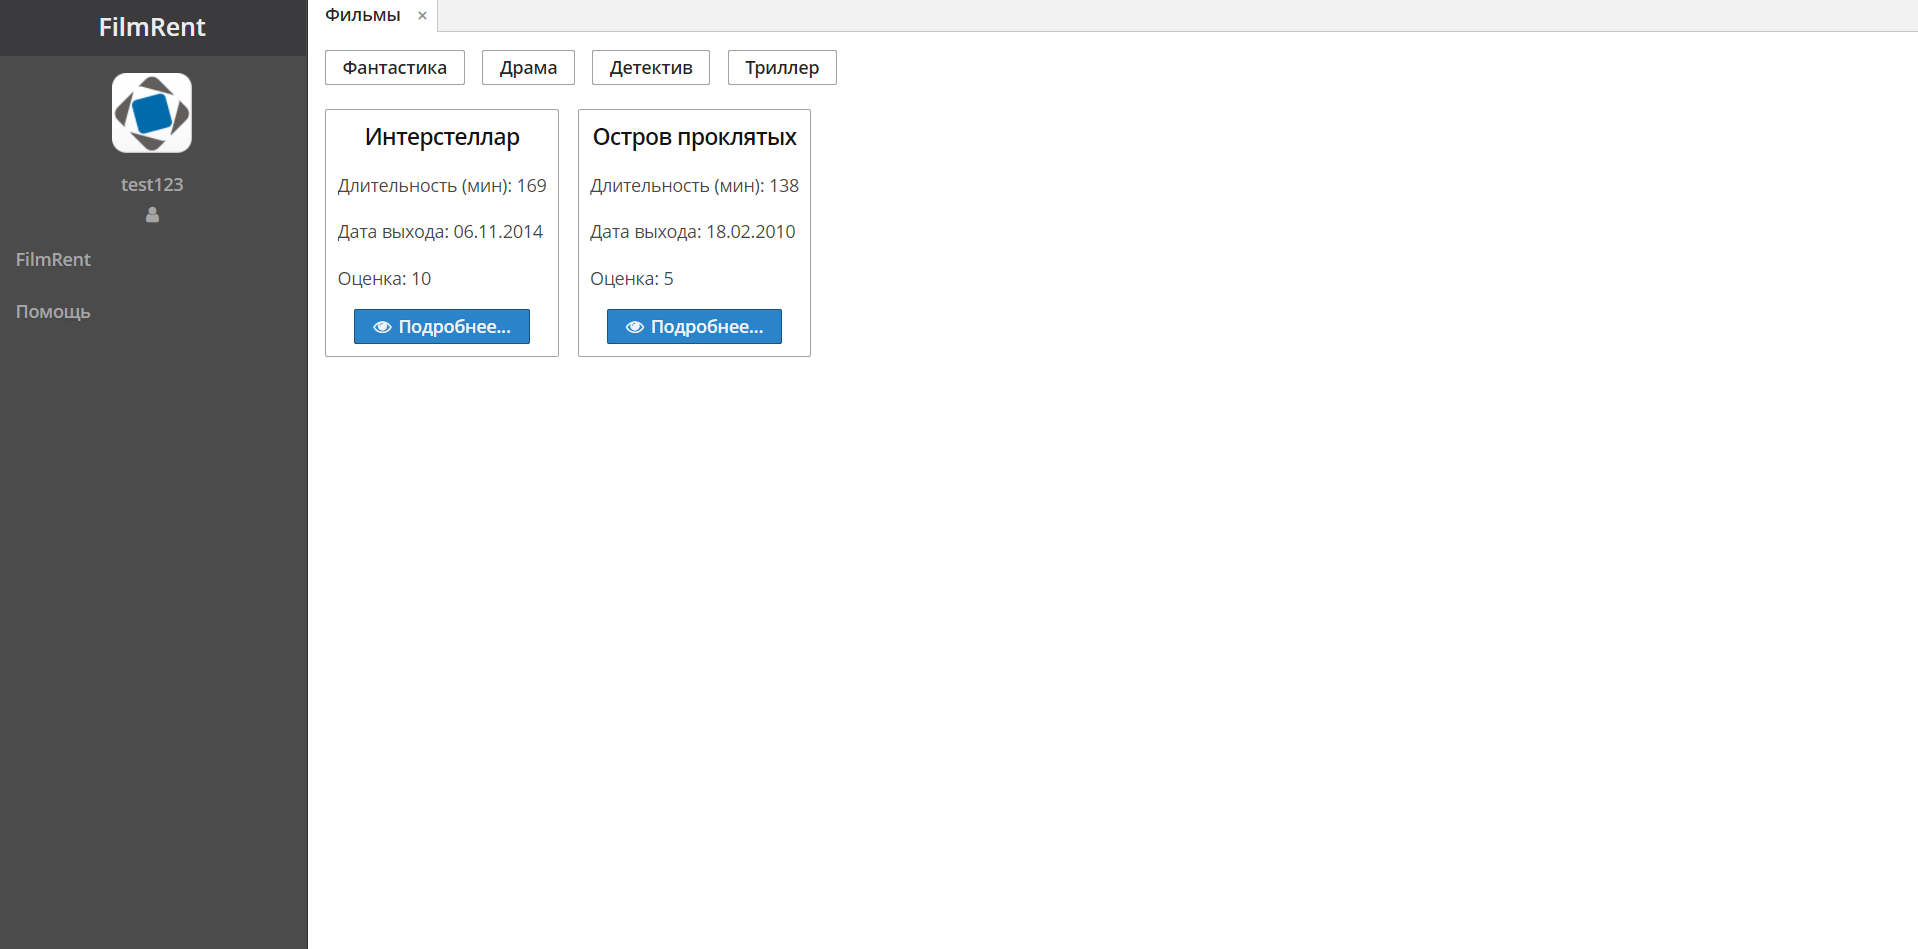 FilmRent
test123
FilmRent
Помощь
Фильмы ×
Фантастика Драма Детектив Триллер
Интерстеллар
Длительность (мин): 169
Дата выхода: 06.11.2014
Оценка: 10
Подробнее...
Остров проклятых
Длительность (мин): 138
Дата выхода: 18.02.2010
Оценка: 5
Подробнее...